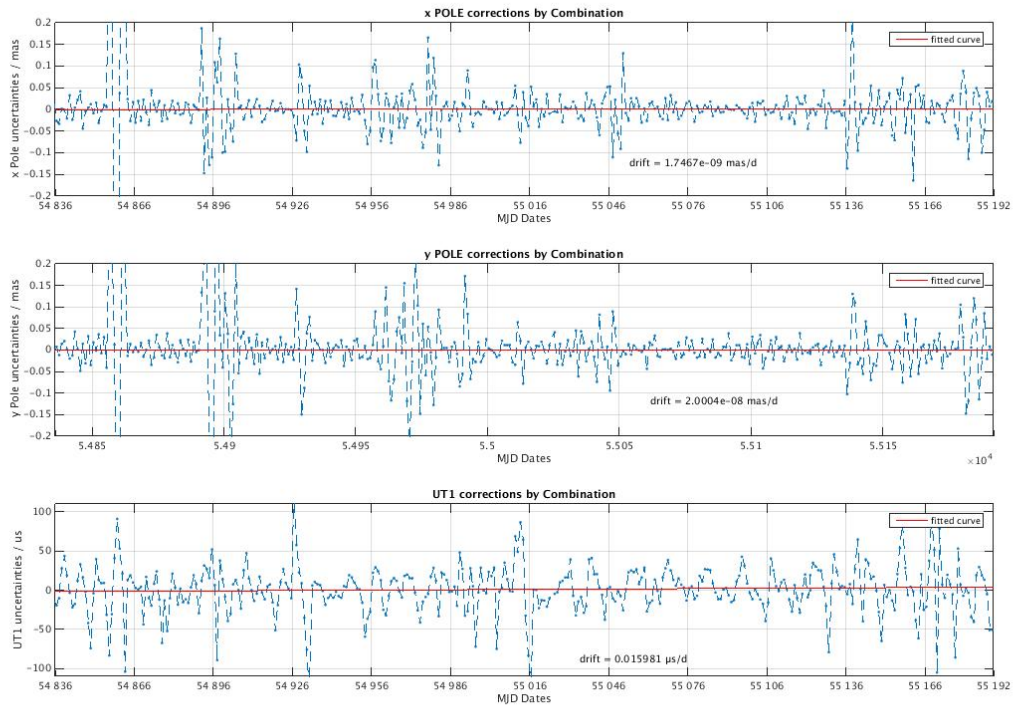 x POLE corrections by Combination
0.2
0.15
0.1
0.05
0
−0.05
−0.1
−0.15
−0.2
x Pole uncertainties / mas
fitted curve
drift = 1.7467e-09 mas/d
54 836 54 866 54 896 54 926 54 956 54 986 55 016 55 046 55 076 55 106 55 136 55 166 55 192
MJD Dates
y POLE corrections by Combination
0.2
0.15
0.1
0.05
0
−0.05
−0.1
−0.15
−0.2
y Pole uncertainties / mas
fitted curve
drift = 2.0004e-08 mas/d
5.485 5.49 5.495 5.5 5.505 5.51 5.515
MJD Dates
×10⁴
UT1 corrections by Combination
100
50
0
−50
−100
UT1 uncertainties / us
fitted curve
drift = 0.015981 µs/d
54 836 54 866 54 896 54 926 54 956 54 986 55 016 55 046 55 076 55 106 55 136 55 166 55 192
MJD Dates